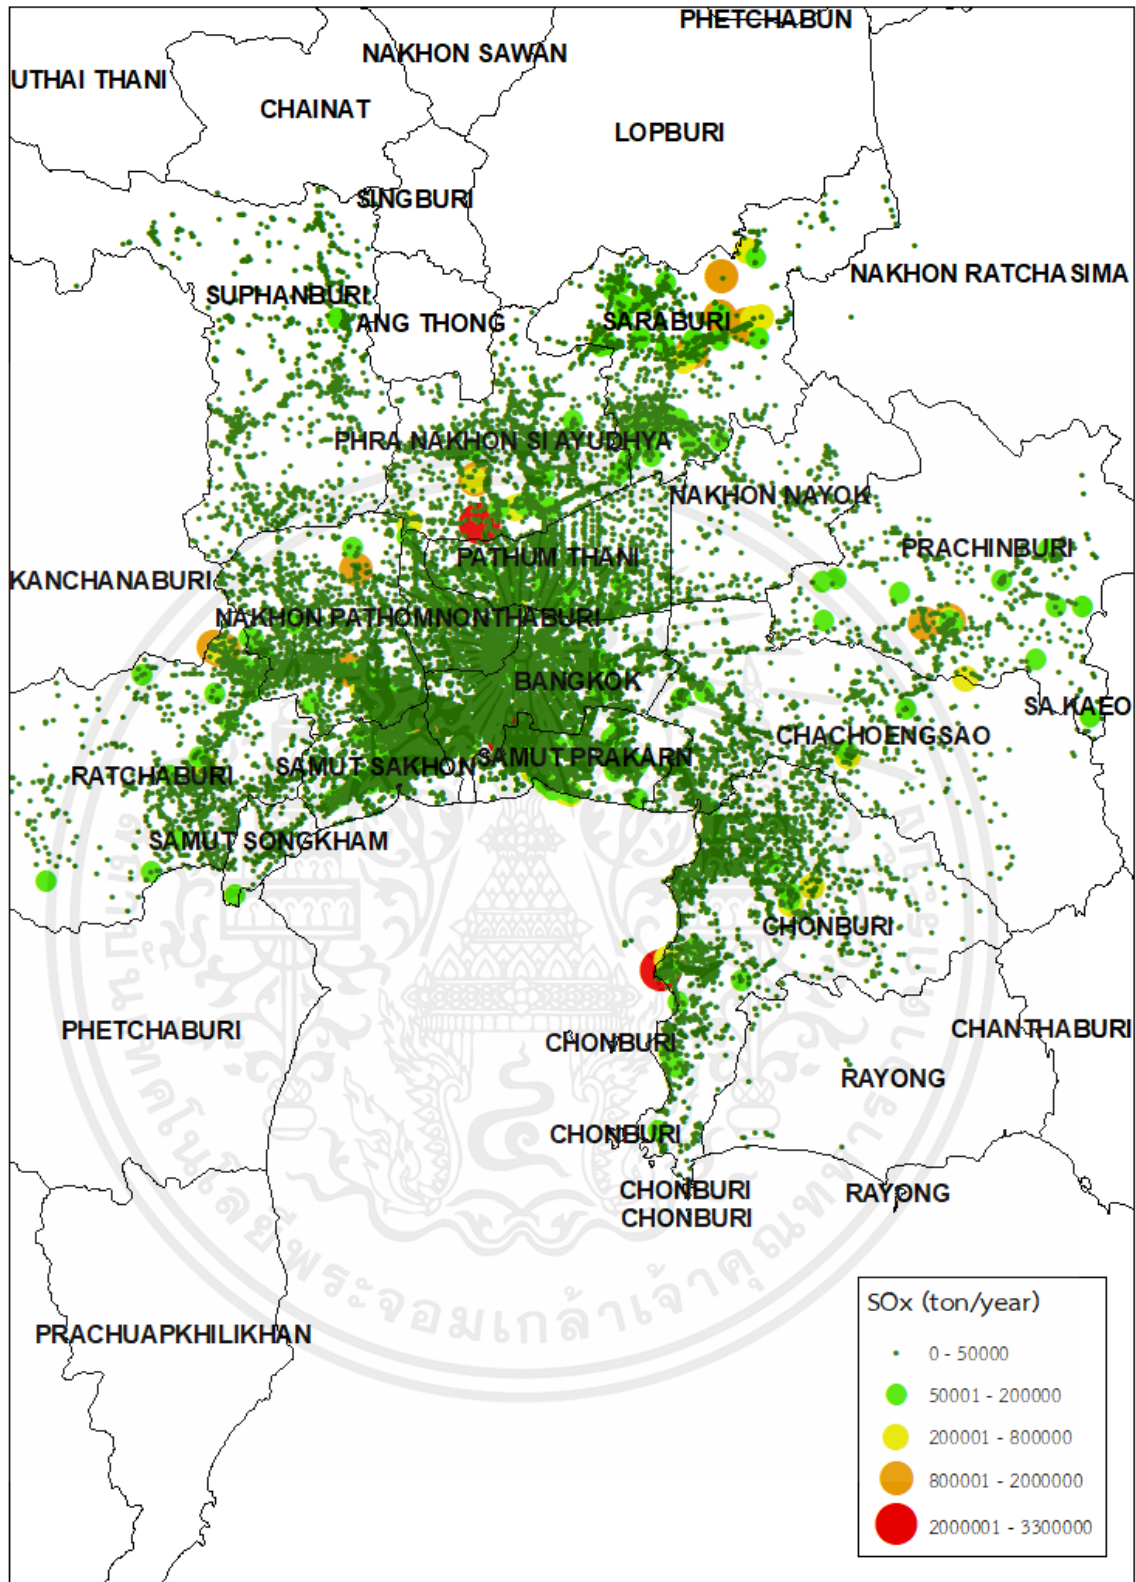 PHETCHABUN
NAKHON SAWAN
UTHAI THANI
CHAINAT
LOPBURI
SINGBURI
NAKHON RATCHASIMA
SUPHANBURI
ANG THONG
SARABURI
PHRA NAKHON SI AYUDHYA
NAKHON NAYOK
PRACHINBURI
PATHUM THANI
KANCHANABURI
NAKHON PATHOM
NONTHABURI
BANGKOK
SA KAEO
CHACHOENGSAO
SAMUT PRAKARN
SAMUT SAKHON
RATCHABURI
SAMUT SONGKHAM
CHONBURI
PHETCHABURI
CHONBURI
CHANTHABURI
RAYONG
CHONBURI
CHONBURI
RAYONG
CHONBURI
PRACHUAPKHILIKHAN
SOx (ton/year)
0 - 50000
50001 - 200000
200001 - 800000
800001 - 2000000
2000001 - 3300000